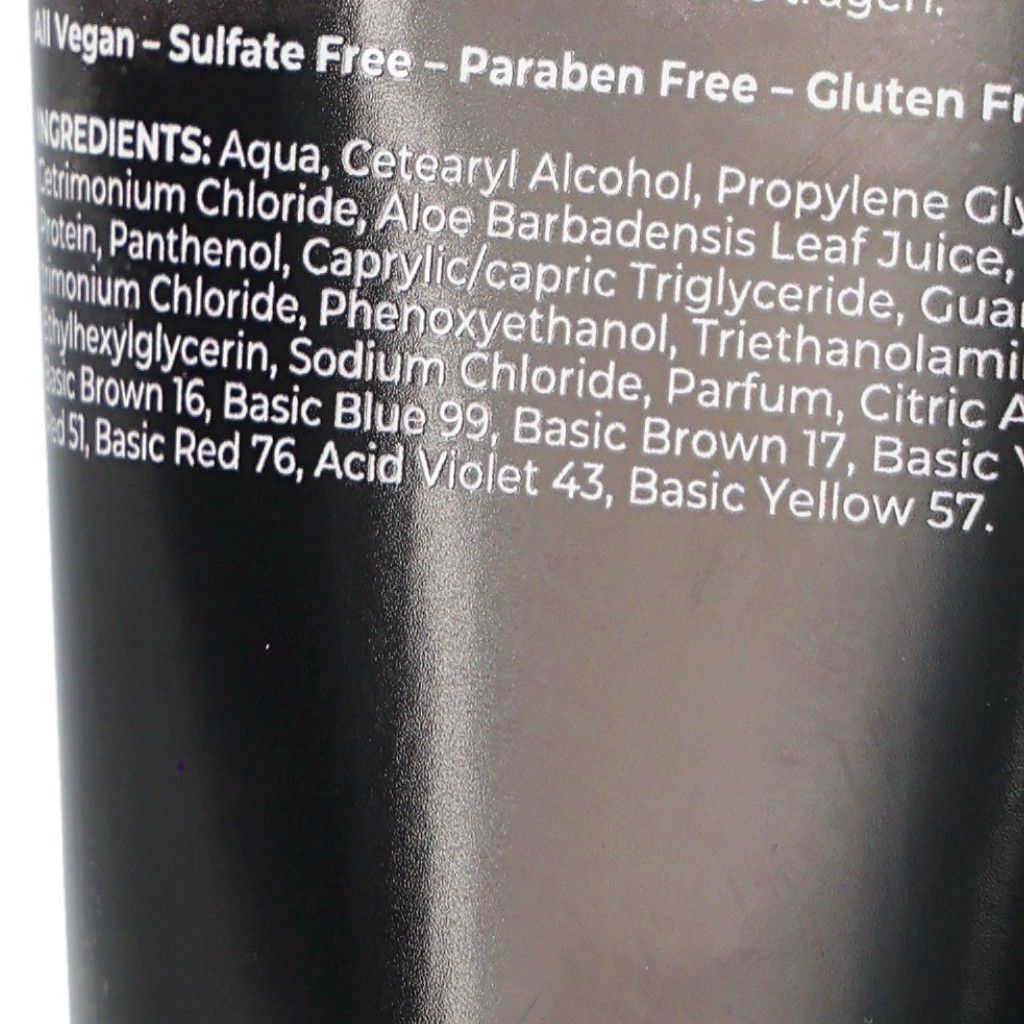 All Vegan – Sulfate Free – Paraben Free – Gluten
INGREDIENTS: Aqua, Cetearyl Alcohol, Propylene
Cetrimonium Chloride, Aloe Barbadensis Leaf Juice,
Protein, Panthenol, Caprylic/capric Triglyceride,
Chloride, Phenoxyethanol,
Ethylhexylglycerin, Sodium Chloride, Parfum, Citric
Basic Brown 16, Basic Blue 99, Basic Brown 17, Basic
Red 51, Basic Red 76, Acid Violet 43, Basic Yellow 57.